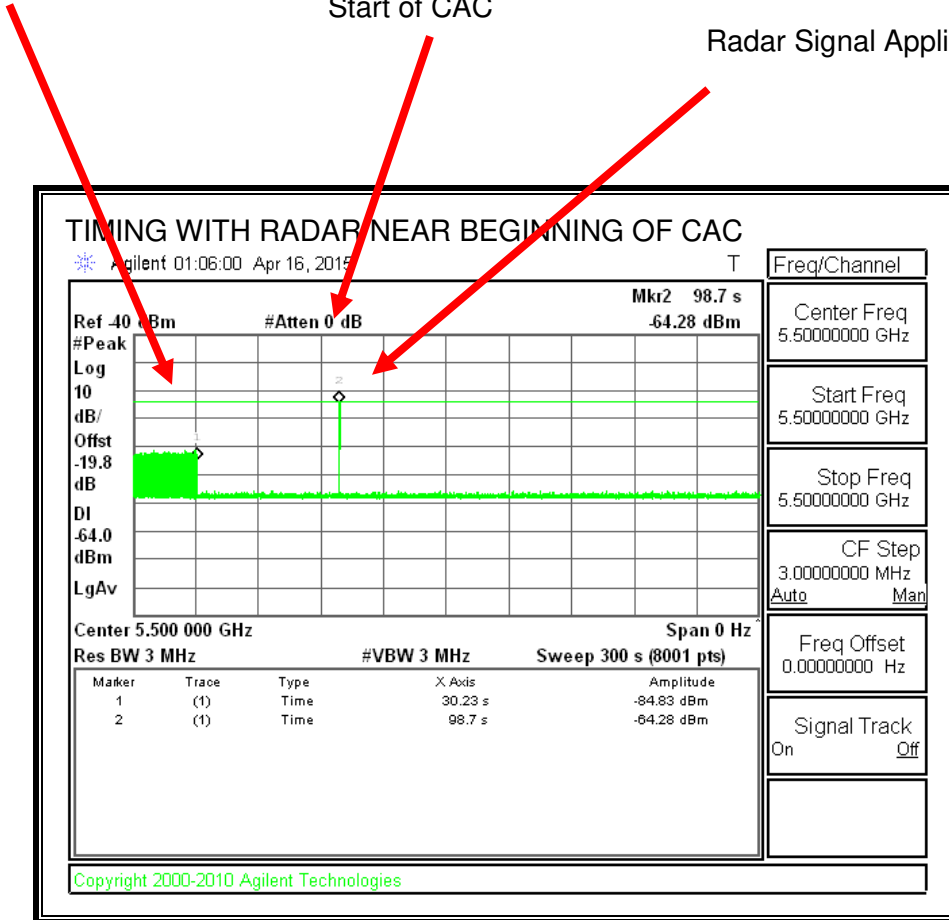 Start of CAC
Radar Signal Appli
TIMING WITH RADAR NEAR BEGINNING OF CAC
Agilent 01:06:00 Apr 16, 2015
T
Freq/Channel
Mkr2 98.7 s
Ref -40 dBm #Atten 0 dB -64.28 dBm
#Peak
Log
10
dB/
Offst
-19.8
dB
DI
-64.0
dBm
LgAv
2
1
Center 5.500 000 GHz Span 0 Hz
Res BW 3 MHz #VBW 3 MHz Sweep 300 s (8001 pts)
Marker Trace Type X Axis Amplitude
1 (1) Time 30.23 s -84.83 dBm
2 (1) Time 98.7 s -64.28 dBm
Center Freq
5.50000000 GHz
Start Freq
5.50000000 GHz
Stop Freq
5.50000000 GHz
CF Step
3.00000000 MHz
Auto Man
Freq Offset
0.00000000 Hz
Signal Track
On Off
Copyright 2000-2010 Agilent Technologies